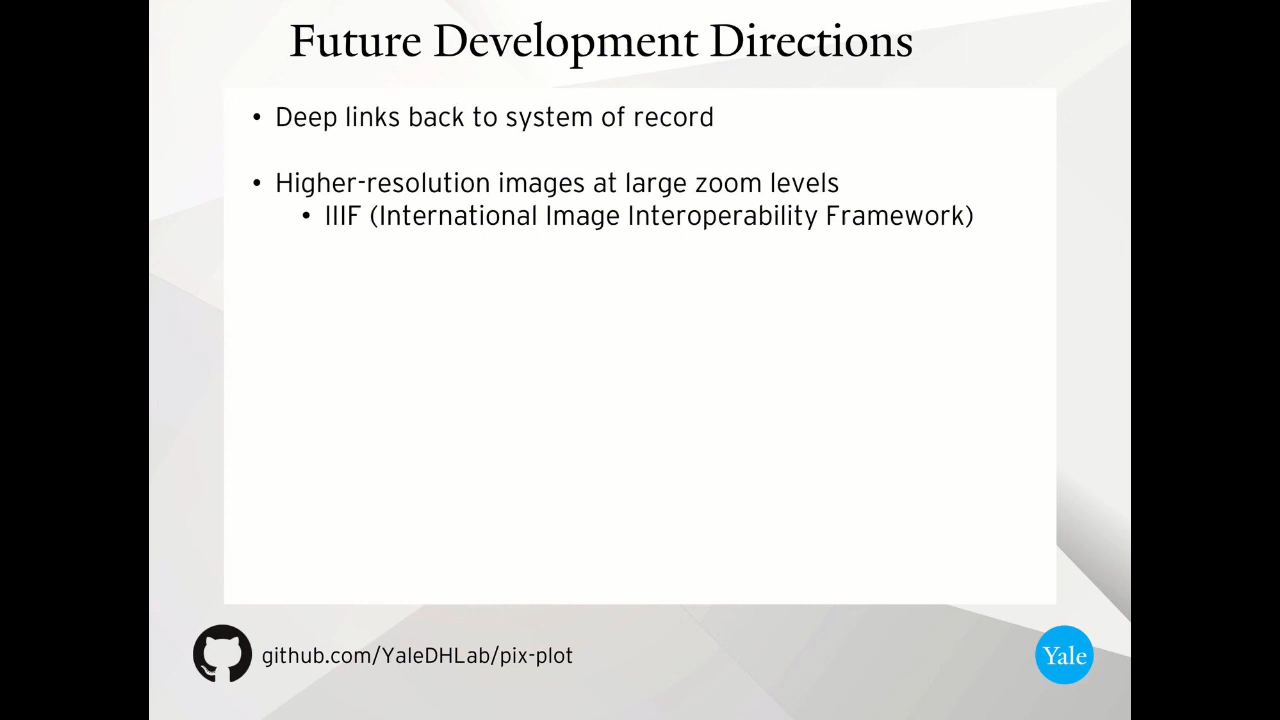 Future Development Directions
• Deep links back to system of record
• Higher-resolution images at large zoom levels
• IIIF (International Image Interoperability Framework)
github.com/YaleDHLab/pix-plot
Yale